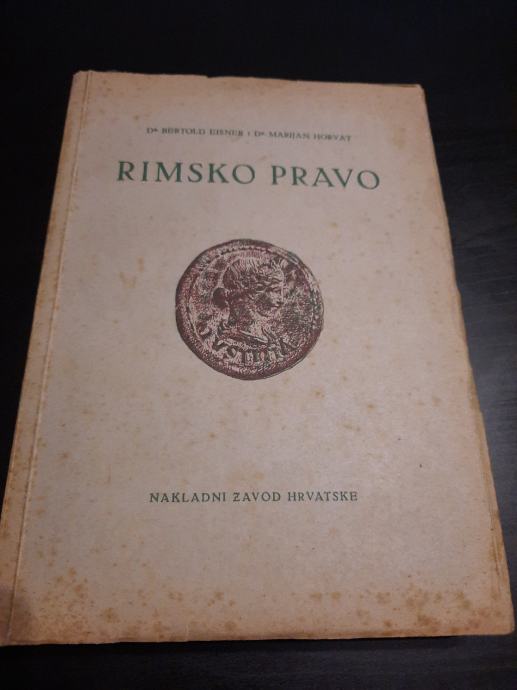 Dr BERTOLD EISNER I Dr MARIJAN HORVAT
RIMSKO PRAVO
NAKLADNI ZAVOD HRVATSKE